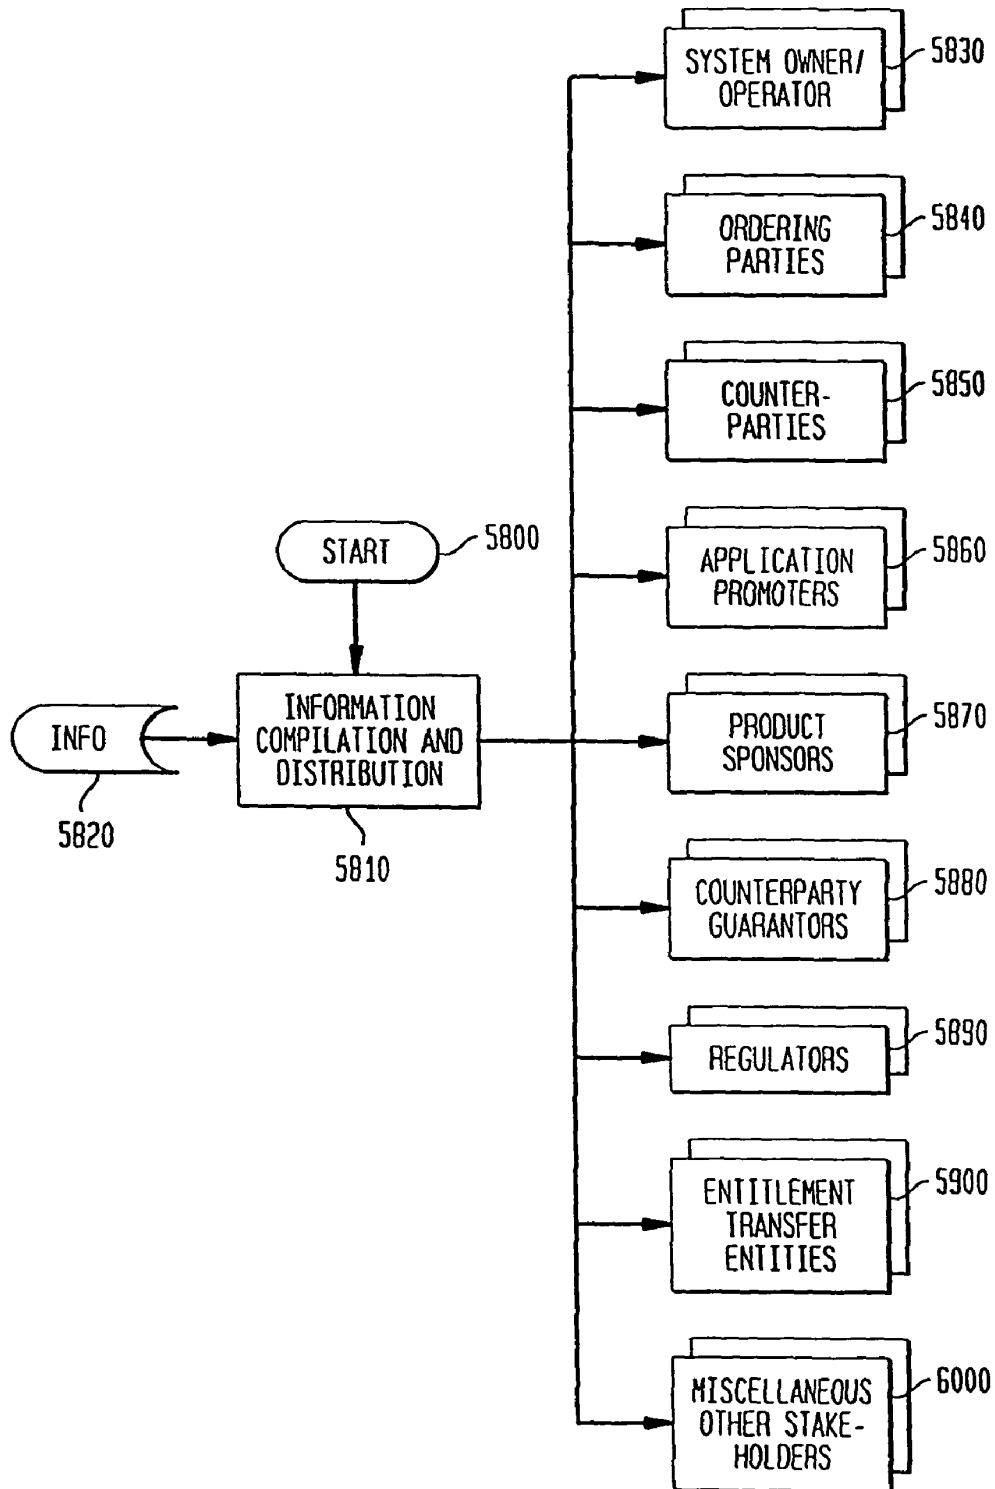 SYSTEM OWNER/
OPERATOR
5830
ORDERING
PARTIES
5840
COUNTER-
PARTIES
5850
START
5800
APPLICATION
PROMOTERS
5860
INFO
5820
INFORMATION
COMPILATION AND
DISTRIBUTION
5810
PRODUCT
SPONSORS
5870
COUNTERPARTY
GUARANTORS
5880
REGULATORS
5890
ENTITLEMENT
TRANSFER
ENTITIES
5900
MISCELLANEOUS
OTHER STAKE-
HOLDERS
6000